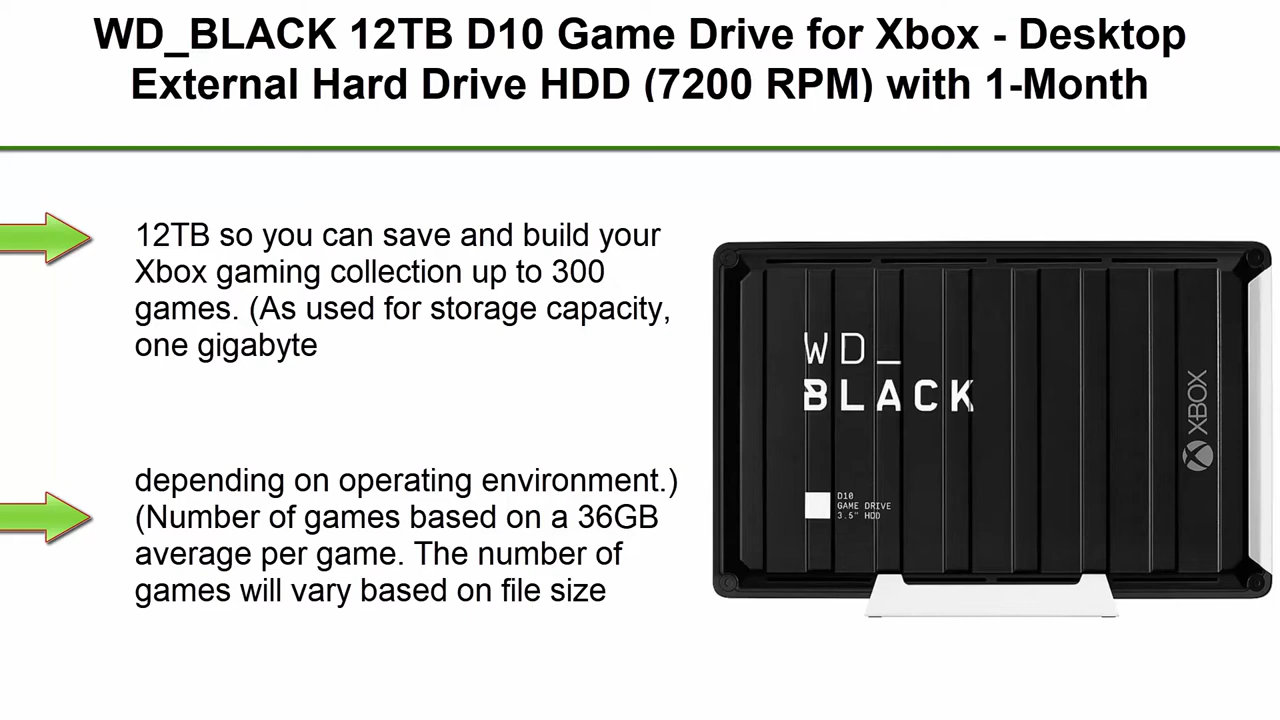 WD_BLACK 12TB D10 Game Drive for Xbox - Desktop
External Hard Drive HDD (7200 RPM) with 1-Month
12TB so you can save and build your
Xbox gaming collection up to 300
games. (As used for storage capacity,
one gigabyte
depending on operating environment.)
(Number of games based on a 36GB
average per game. The number of
games will vary based on file size
WD_
BLACK
XBOX
D10
GAME DRIVE
3.5" HDD